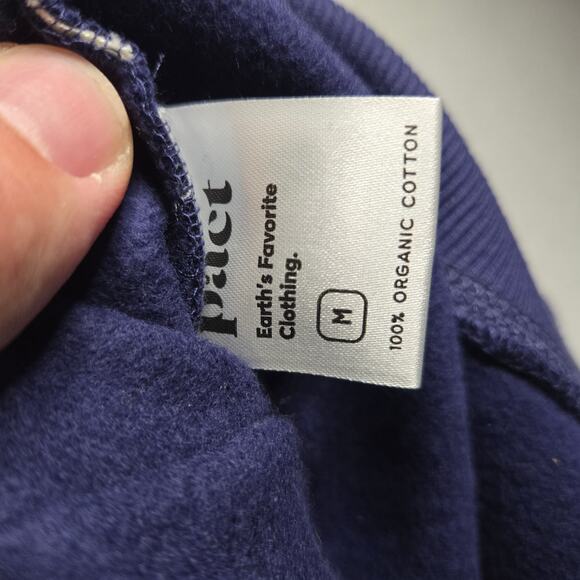 pact
Earth's Favorite
Clothing.
M
100% ORGANIC COTTON